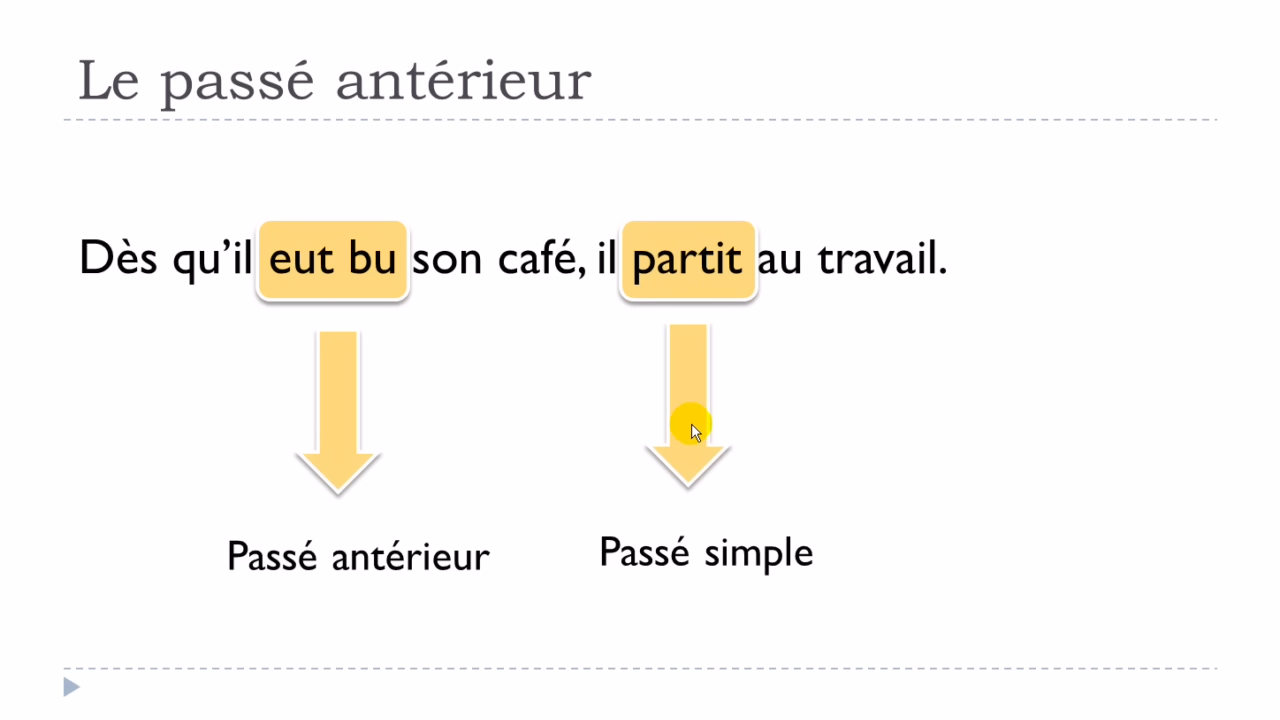 Le passé antérieur
Dès qu’il eut bu son café, il partit au travail.
Passé antérieur
Passé simple